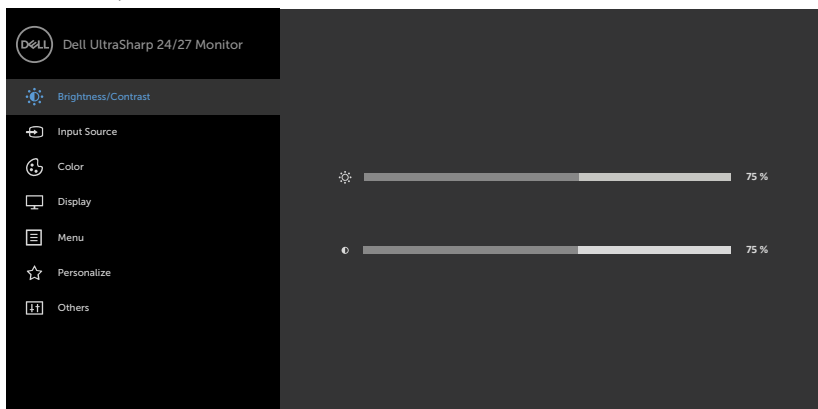 DELL Dell UltraSharp 24/27 Monitor
Brightness/Contrast
Input Source
Color
75 %
Display
Menu
75 %
Personalize
Others